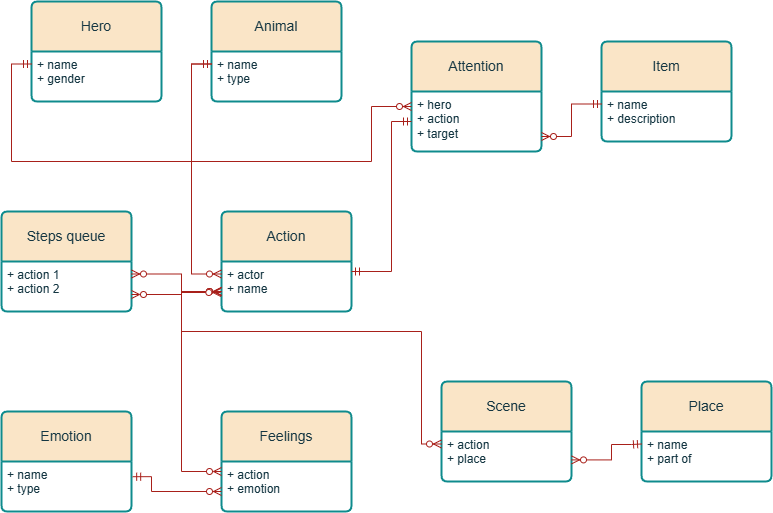 Hero
+ name
+ gender
Animal
+ name
+ type
Attention
+ hero
+ action
+ target
Item
+ name
+ description
Steps queue
+ action 1
+ action 2
Action
+ actor
+ name
Emotion
+ name
+ type
Feelings
+ action
+ emotion
Scene
+ action
+ place
Place
+ name
+ part of